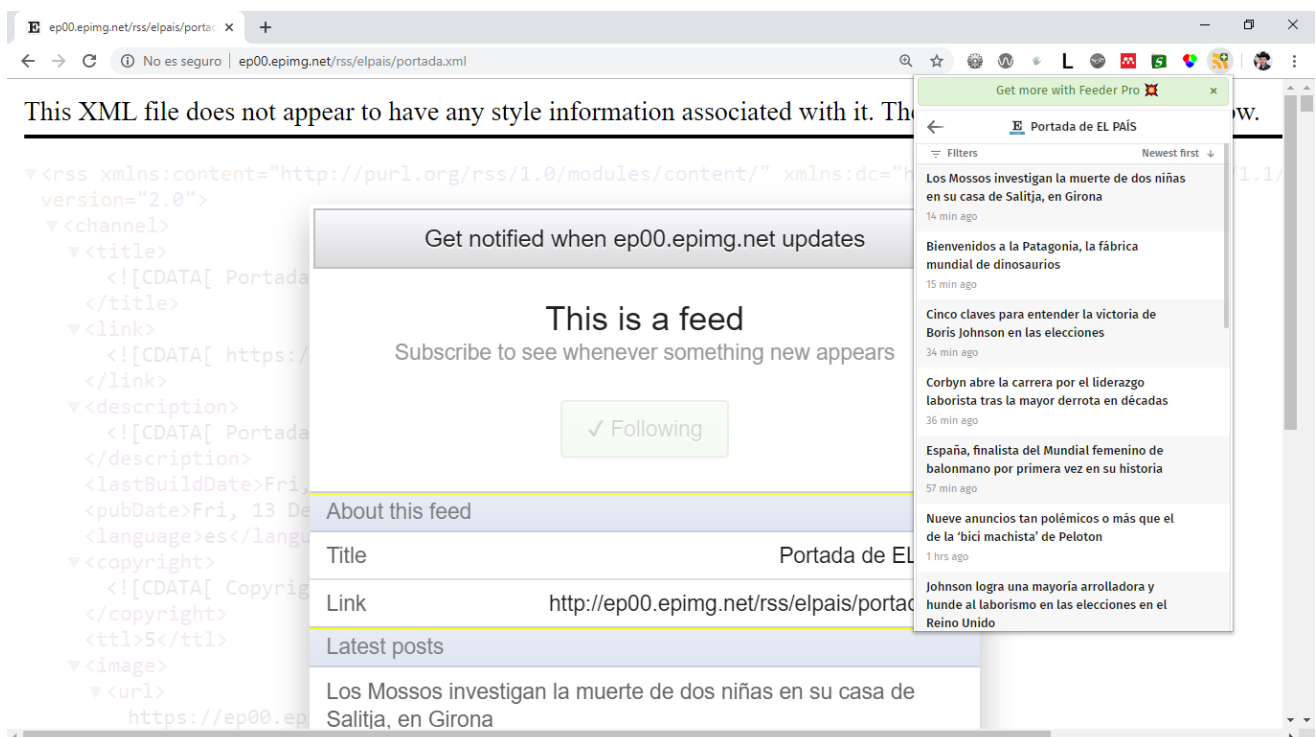 ep00.epimg.net/rss/elpais/portad
No es seguro | ep00.epimg.net/rss/elpais/portada.xml
This XML file does not appear to have any style information associated with it. The
ow.
▼<rss xmlns:content="http://purl.org/rss/1.0/modules/content/" xmlns:dc="h
1.1/
version="2.0">
▼<channel>
▼<title>
<![CDATA[ Portada
</title>
▼<link>
<![CDATA[ https:/
</link>
▼<description>
<![CDATA[ Portada
</description>
<lastBuildDate>Fri,
<pubDate>Fri, 13 De
<language>es</langu
▼<copyright>
<![CDATA[ Copyrig
</copyright>
<ttl>5</ttl>
▼<image>
▼<url>
https://ep00.ep
Get notified when ep00.epimg.net updates
This is a feed
Subscribe to see whenever something new appears
✓ Following
About this feed
Title Portada de EL
Link http://ep00.epimg.net/rss/elpais/portad
Latest posts
Los Mossos investigan la muerte de dos niñas en su casa de
Salitja, en Girona
Get more with Feeder Pro 💥 ×
← E Portada de EL PAÍS
Filters Newest first ↓
Los Mossos investigan la muerte de dos niñas
en su casa de Salitja, en Girona
14 min ago
Bienvenidos a la Patagonia, la fábrica
mundial de dinosaurios
15 min ago
Cinco claves para entender la victoria de
Boris Johnson en las elecciones
34 min ago
Corbyn abre la carrera por el liderazgo
laborista tras la mayor derrota en décadas
36 min ago
España, finalista del Mundial femenino de
balonmano por primera vez en su historia
57 min ago
Nueve anuncios tan polémicos o más que el
de la ‘bici machista’ de Peloton
1 hrs ago
Johnson logra una mayoría arrolladora y
hunde al laborismo en las elecciones en el
Reino Unido